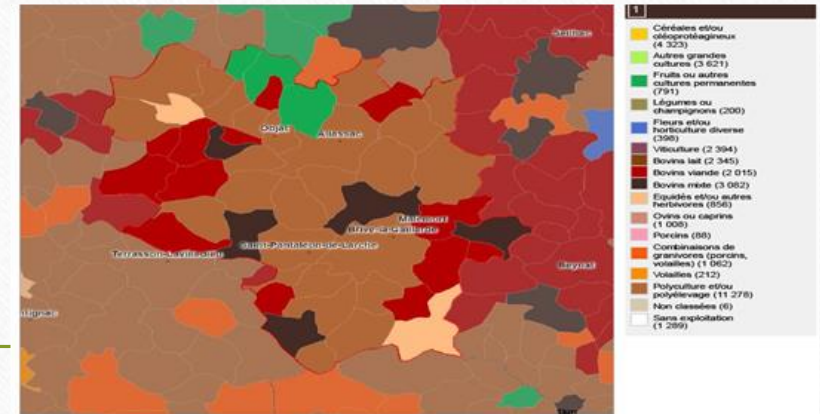 Seilhac
Objat
Allassac
Malemort
Brive-la-Gaillarde
Saint-Pantaléon-de-Larche
Terrasson-Lavilledieu
Beynat
1
Céréales et/ou
oléoprotéagineux
(4 323)
Autres grandes
cultures (3 621)
Fruits ou autres
cultures permanentes
(791)
Légumes ou
champignons (200)
Fleurs et/ou
horticulture diverse
(398)
Viticulture (2 394)
Bovins lait (2 345)
Bovins viande (2 015)
Bovins mixte (3 082)
Equidés et/ou autres
herbivores (856)
Ovins ou caprins
(1 008)
Porcins (88)
Combinaisons de
granivores (porcins,
volailles) (1 062)
Volailles (212)
Polyculture et/ou
polyélevage (11 278)
Non classées (6)
Sans exploitation
(1 289)